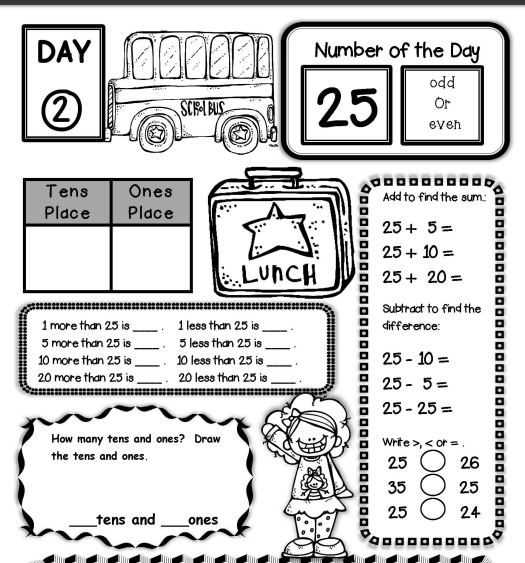 DAY
2
SCHOOL BUS
Number of the Day
25
odd
Or
even
Tens Place
Ones Place
LUNCH
1 more than 25 is ____ . 1 less than 25 is ____ .
5 more than 25 is ____ . 5 less than 25 is ____ .
10 more than 25 is ____ . 10 less than 25 is ____ .
20 more than 25 is ____ . 20 less than 25 is ____ .
How many tens and ones? Draw
the tens and ones.
___tens and ___ones
Add to find the sum:
25 + 5 =
25 + 10 =
25 + 20 =
Subtract to find the
difference:
25 - 10 =
25 - 5 =
25 - 25 =
Write >, < or = .
25 26
35 25
25 24